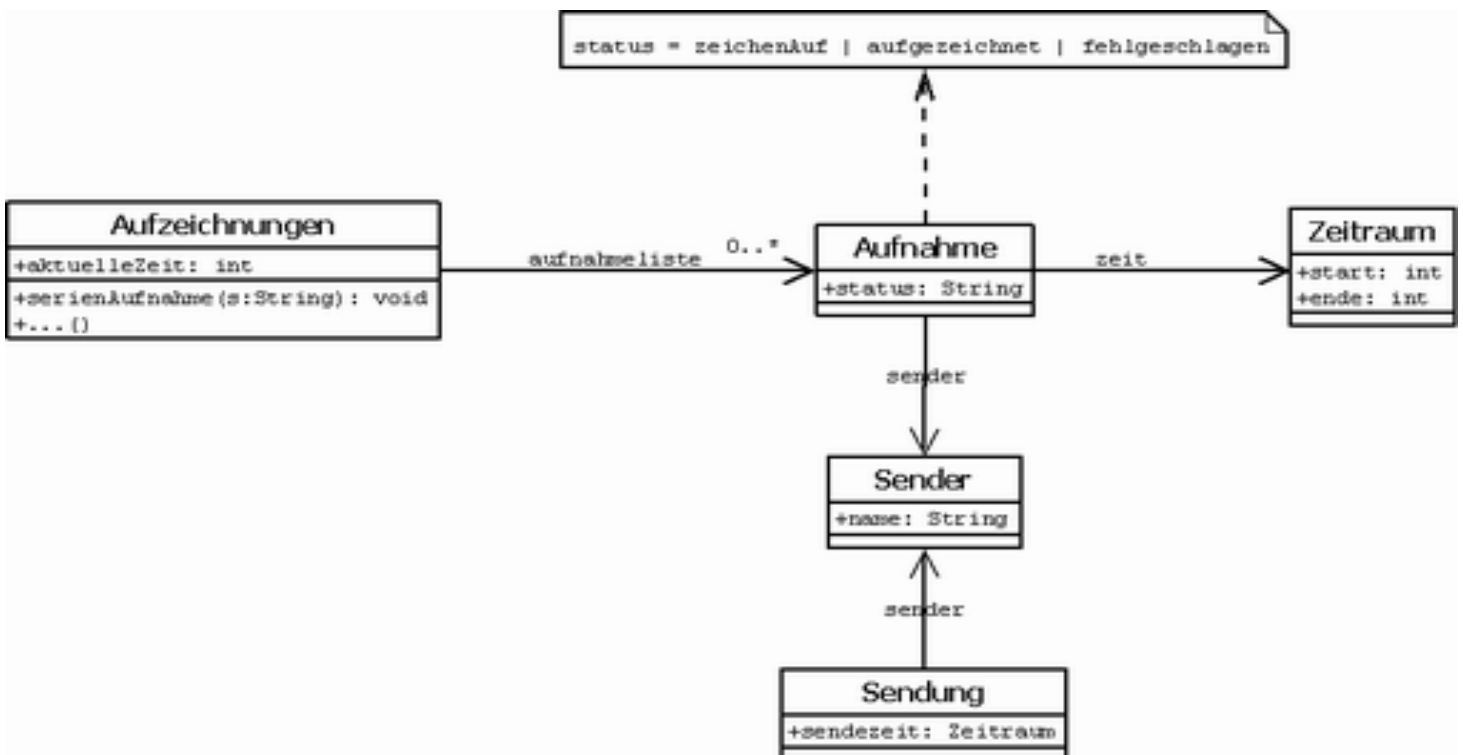 status = zeichenAuf | aufgezeichnet | fehlgeschlagen
Aufzeichnungen
+aktuelleZeit: int
+serienAufnahme(s:String): void
+...()
aufnahmeliste
0..*
Aufnahme
+status: String
zeit
Zeitraum
+start: int
+ende: int
sender
Sender
+name: String
sender
Sendung
+sendezeit: Zeitraum